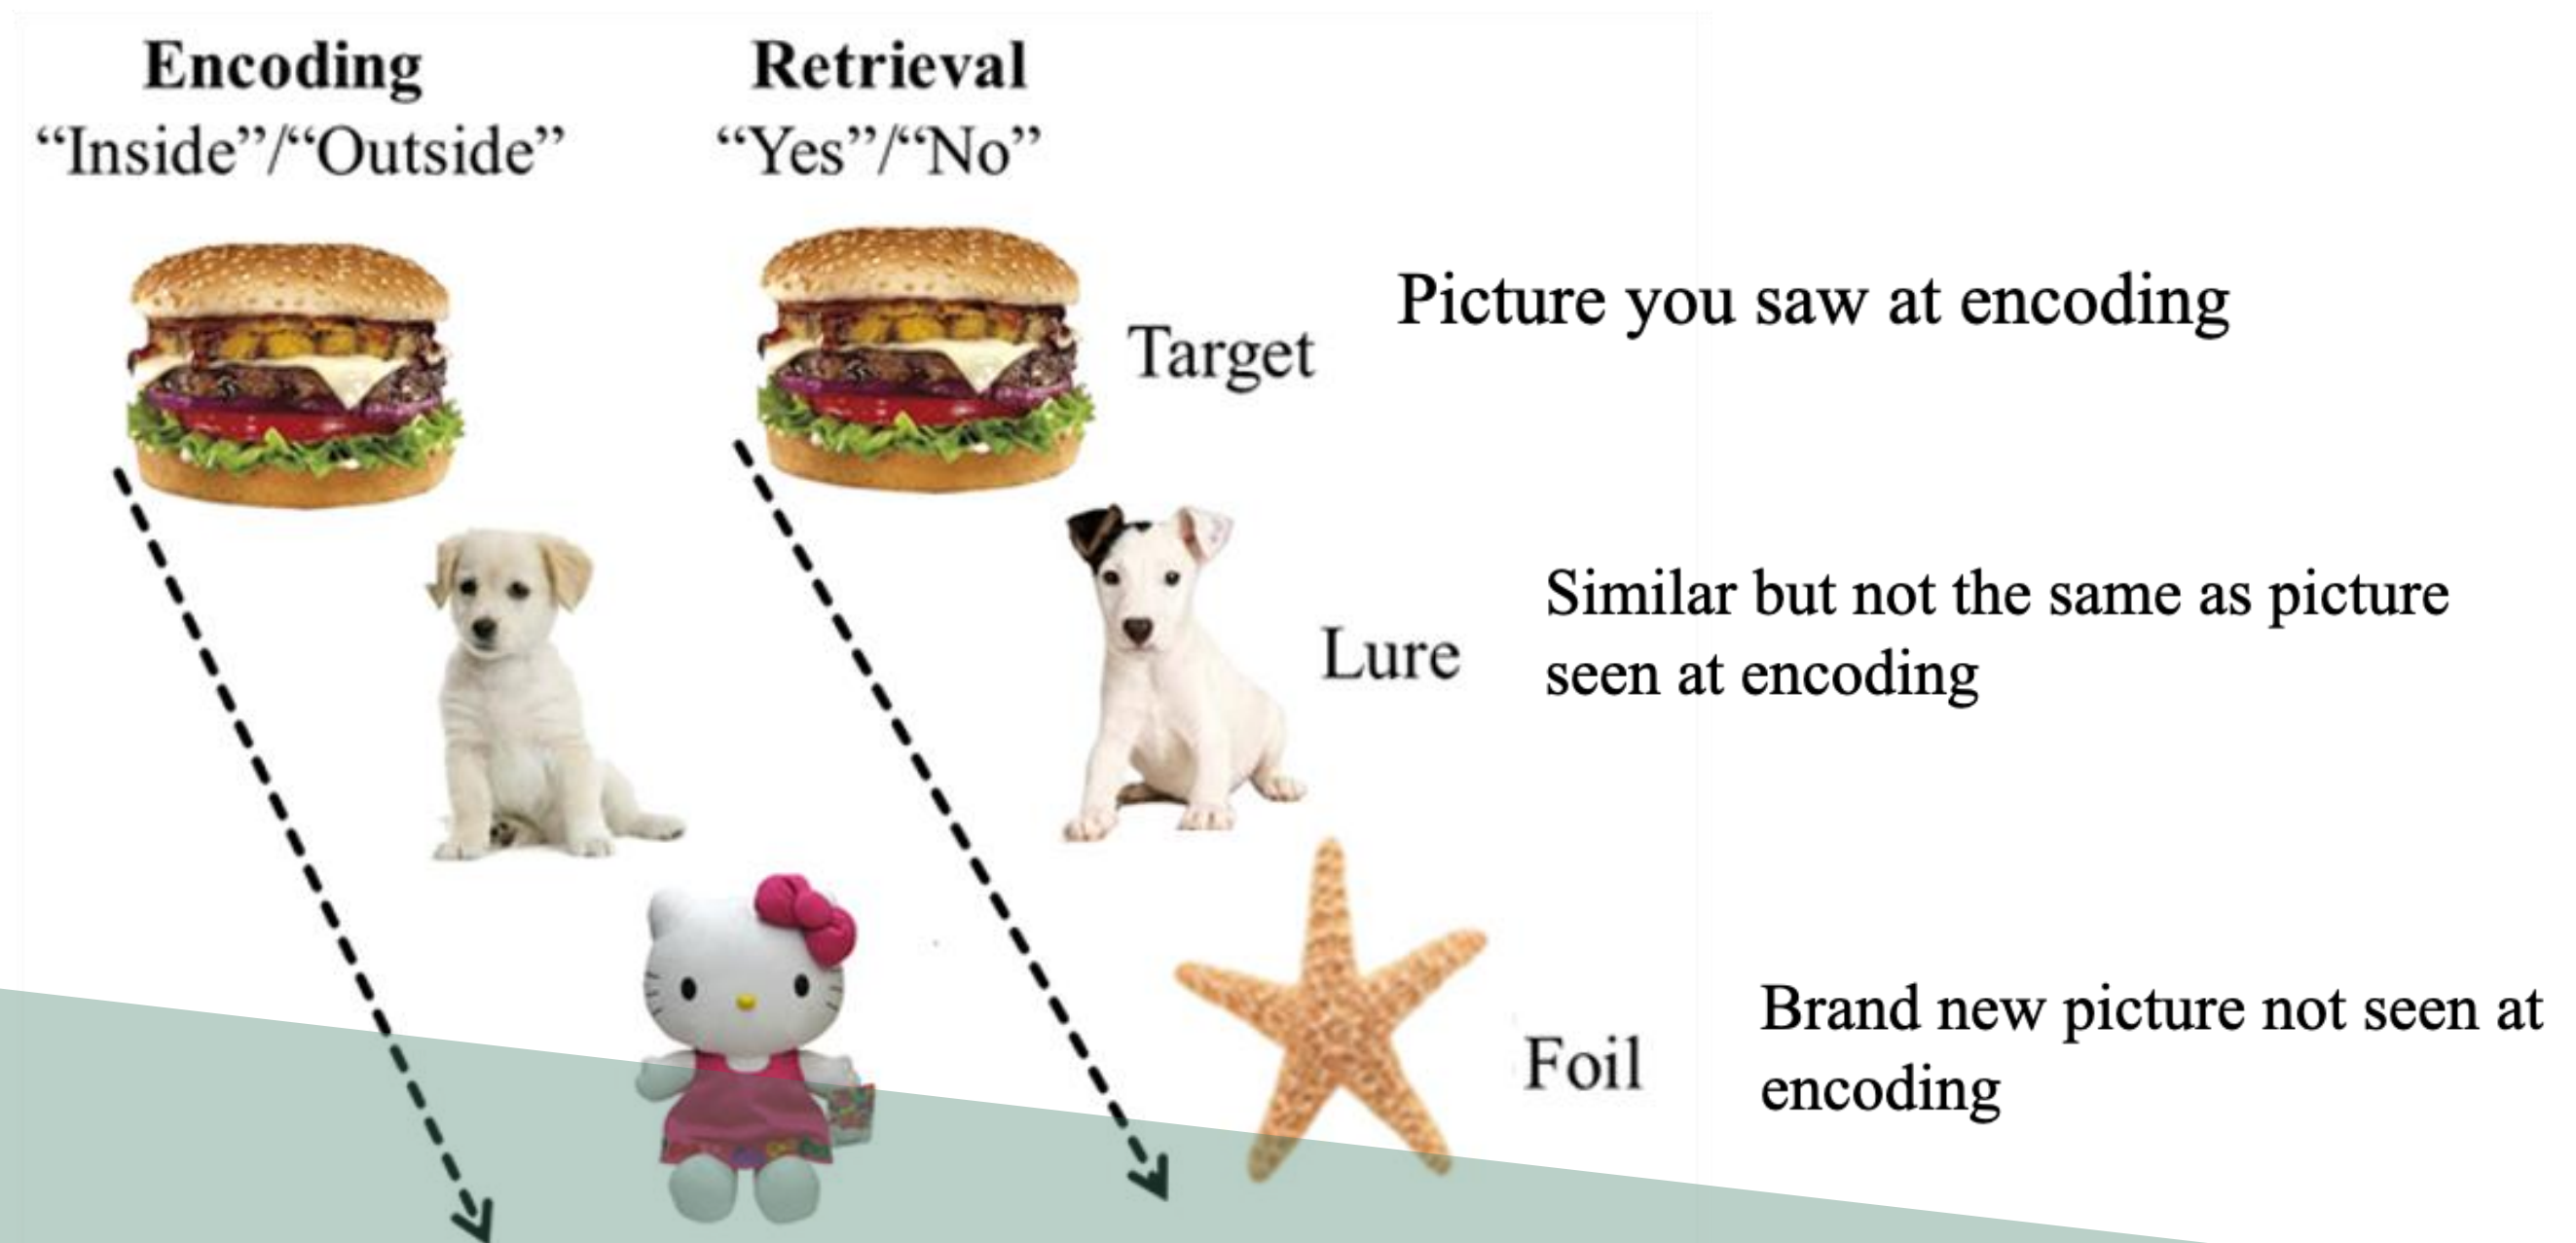 Encoding
“Inside”/“Outside”
Retrieval
“Yes”/“No”
Target
Picture you saw at encoding
Lure
Similar but not the same as picture
seen at encoding
Foil
Brand new picture not seen at
encoding